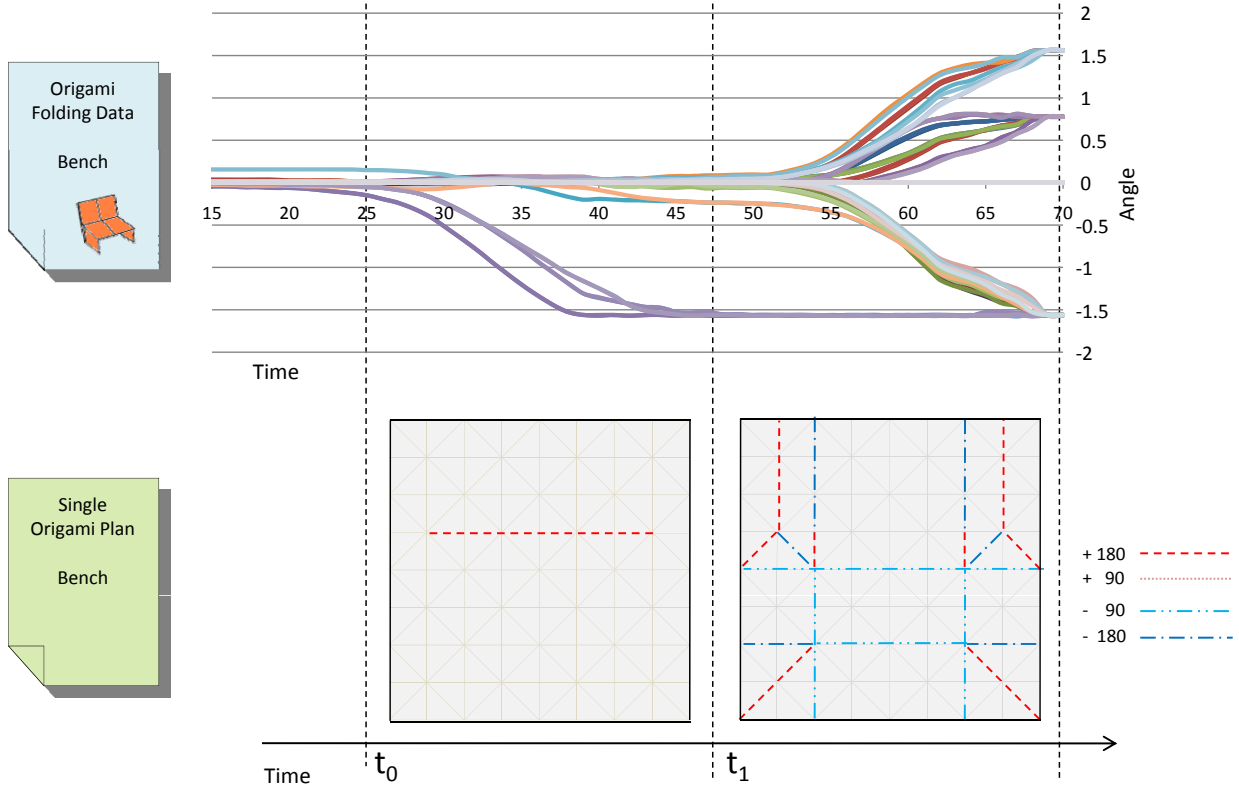 Origami
Folding Data
Bench
2
1.5
1
0.5
0
-0.5
-1
-1.5
-2
Angle
15 20 25 30 35 40 45 50 55 60 65 70
Time
Single
Origami Plan
Bench
+ 180
+ 90
- 90
- 180
Time
t0
t1